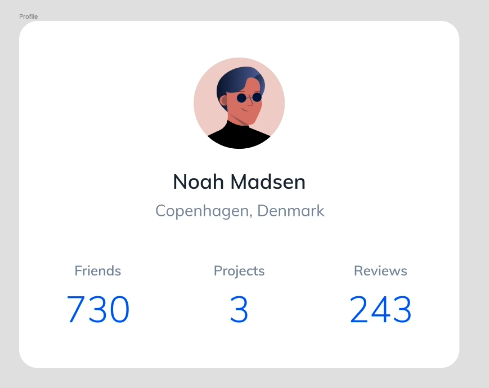 Profile
Noah Madsen
Copenhagen, Denmark
Friends Projects Reviews
730 3 243